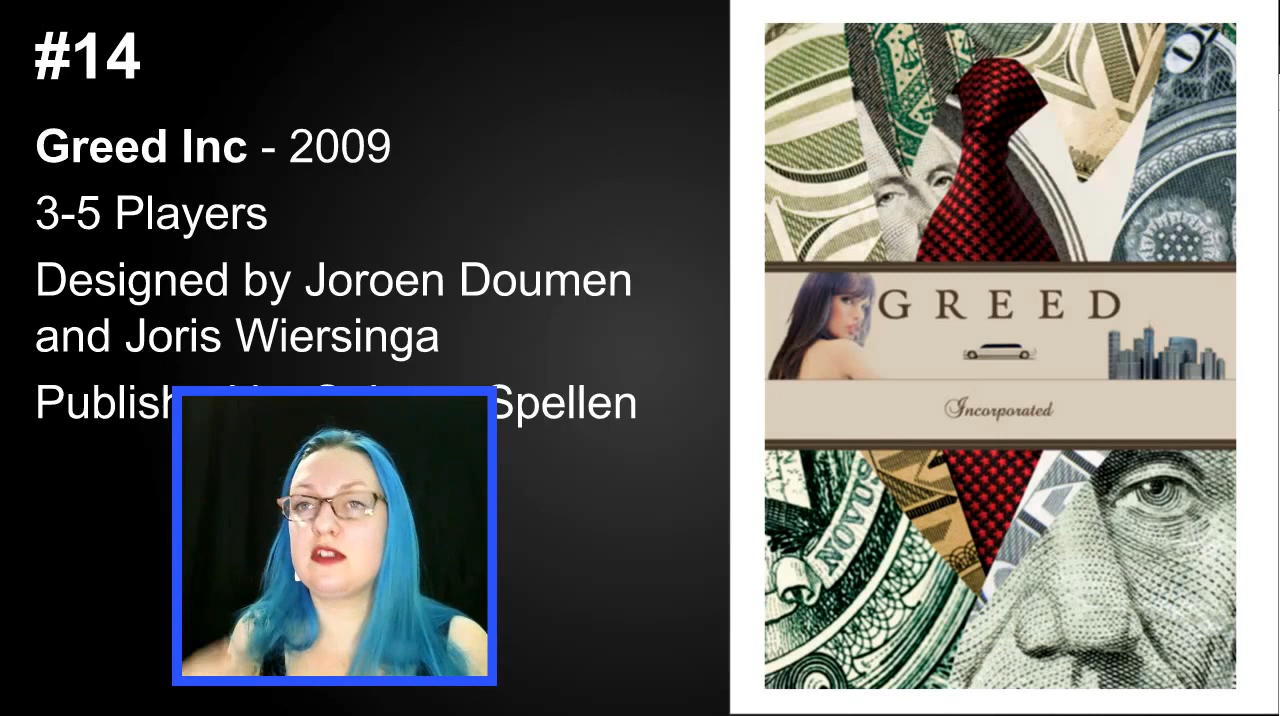 #14
Greed Inc - 2009
3-5 Players
Designed by Joroen Doumen
and Joris Wiersinga
Spellen
GREED
Incorporated
NOVUS